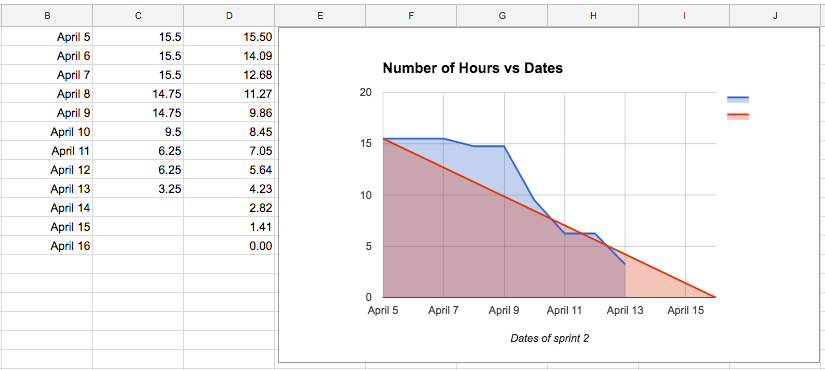 B C D E F G H I J
April 5 15.5 15.50
April 6 15.5 14.09
April 7 15.5 12.68
April 8 14.75 11.27
April 9 14.75 9.86
April 10 9.5 8.45
April 11 6.25 7.05
April 12 6.25 5.64
April 13 3.25 4.23
April 14 2.82
April 15 1.41
April 16 0.00
Number of Hours vs Dates
20
15
10
5
0
April 5 April 7 April 9 April 11 April 13 April 15
Dates of sprint 2